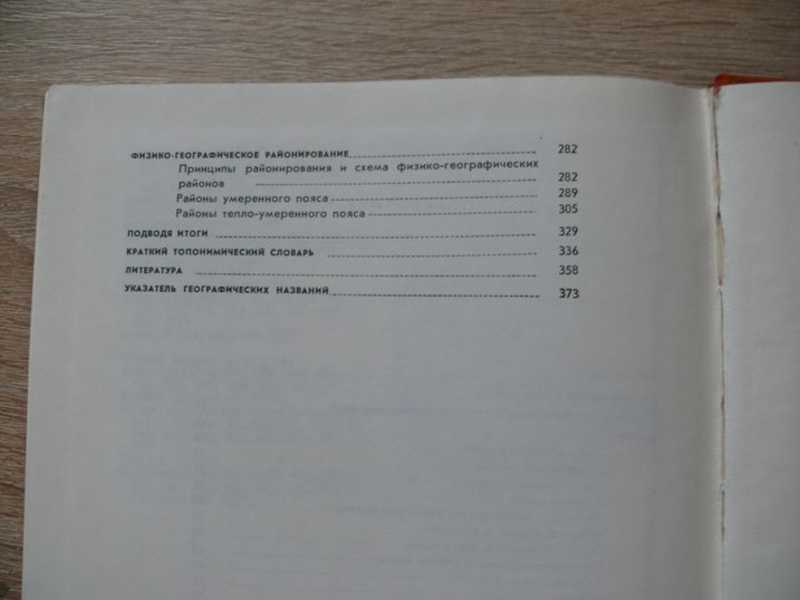 ФИЗИКО-ГЕОГРАФИЧЕСКОЕ РАЙОНИРОВАНИЕ 282
Принципы районирования и схема физико-географических
районов 282
Районы умеренного пояса 289
Районы тепло-умеренного пояса 305
ПОДВОДЯ ИТОГИ 329
КРАТКИЙ ТОПОНИМИЧЕСКИЙ СЛОВАРЬ 336
ЛИТЕРАТУРА 358
УКАЗАТЕЛЬ ГЕОГРАФИЧЕСКИХ НАЗВАНИЙ 373